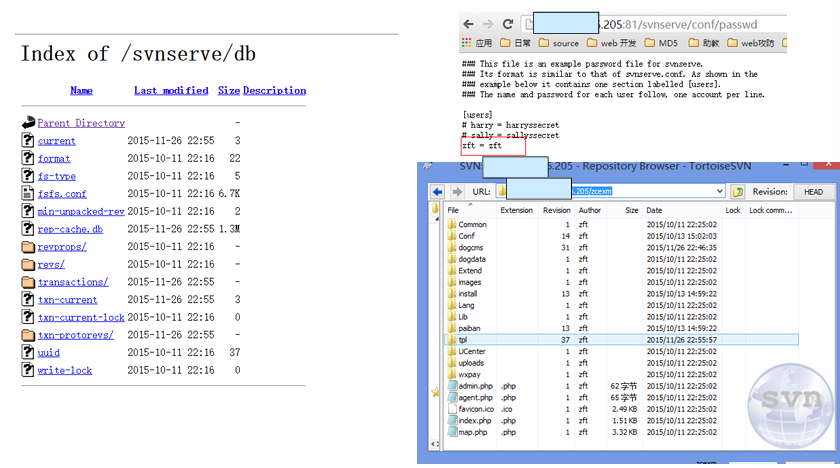 Index of /svnserve/db
Name Last modified Size Description
Parent Directory -
current 2015-11-26 22:55 3
format 2015-10-11 22:16 22
fs-type 2015-10-11 22:16 5
fsfs.conf 2015-10-11 22:16 6.7K
min-unpacked-rev 2015-10-11 22:16 2
rep-cache.db 2015-11-26 22:55 1.3M
revprops/ 2015-10-11 22:16 -
revs/ 2015-10-11 22:16 -
transactions/ 2015-11-26 22:55 -
txn-current 2015-11-26 22:55 3
txn-current-lock 2015-10-11 22:16 0
txn-protorevs/ 2015-11-26 22:55 -
uuid 2015-10-11 22:16 37
write-lock 2015-10-11 22:16 0
.205:81/svnserve/conf/passwd
应用 日常 source web 开发 MD5 助教 web攻防
### This file is an example password file for svnserve.
### Its format is similar to that of svnserve.conf. As shown in the
### example below it contains one section labelled [users].
### The name and password for each user follow, one account per line.
[users]
# harry = harryssecret
# sally = sallyssecret
zft = zft
SVN: 5.205 - Repository Browser - TortoiseSVN
URL: .205/zcexm Revision: HEAD
File Extension Revision Author Size Date Lock Lock comm...
Common 1 zft 2015/10/11 22:25:02
Conf 14 zft 2015/10/13 15:02:03
dogcms 31 zft 2015/11/26 22:46:35
dogdata 1 zft 2015/10/11 22:25:02
Extend 1 zft 2015/10/11 22:25:02
images 1 zft 2015/10/11 22:25:02
install 13 zft 2015/10/13 14:59:22
Lang 1 zft 2015/10/11 22:25:02
Lib 1 zft 2015/10/11 22:25:02
paiban 13 zft 2015/10/13 14:59:22
tpl 37 zft 2015/11/26 22:55:57
UCenter 1 zft 2015/10/11 22:25:02
uploads 1 zft 2015/10/11 22:25:02
wxpay 1 zft 2015/10/11 22:25:02
admin.php .php 1 zft 62 字节 2015/10/11 22:25:02
agent.php .php 1 zft 65 字节 2015/10/11 22:25:02
favicon.ico .ico 1 zft 2.49 KB 2015/10/11 22:25:02
index.php .php 1 zft 1.51 KB 2015/10/11 22:25:02
map.php .php 1 zft 3.32 KB 2015/10/11 22:25:02
svn